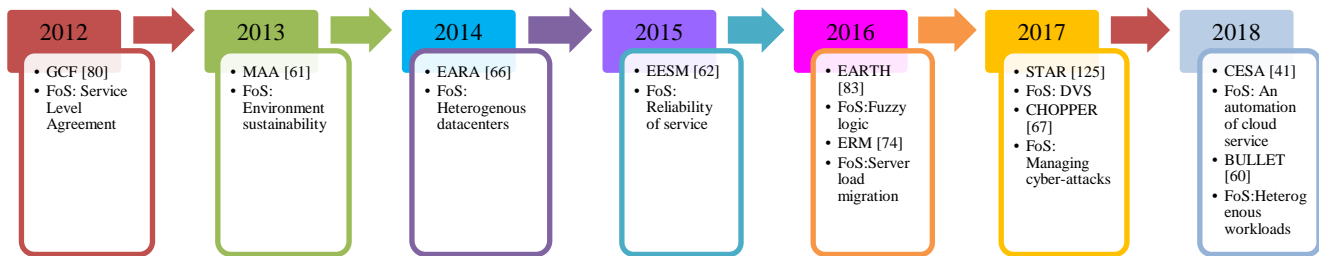 2012
• GCF [80]
• FoS: Service
Level
Agreement
2013
• MAA [61]
• FoS:
Environment
sustainability
2014
• EARA [66]
• FoS:
Heterogenous
datacenters
2015
• EESM [62]
• FoS:
Reliability
of service
2016
• EARTH
[83]
• FoS:Fuzzy
logic
• ERM [74]
• FoS:Server
load
migration
2017
• STAR [125]
• FoS: DVS
• CHOPPER
[67]
• FoS:
Managing
cyber-attacks
2018
• CESA [41]
• FoS: An
automation
of cloud
service
• BULLET
[60]
• FoS:Heterog
enous
workloads